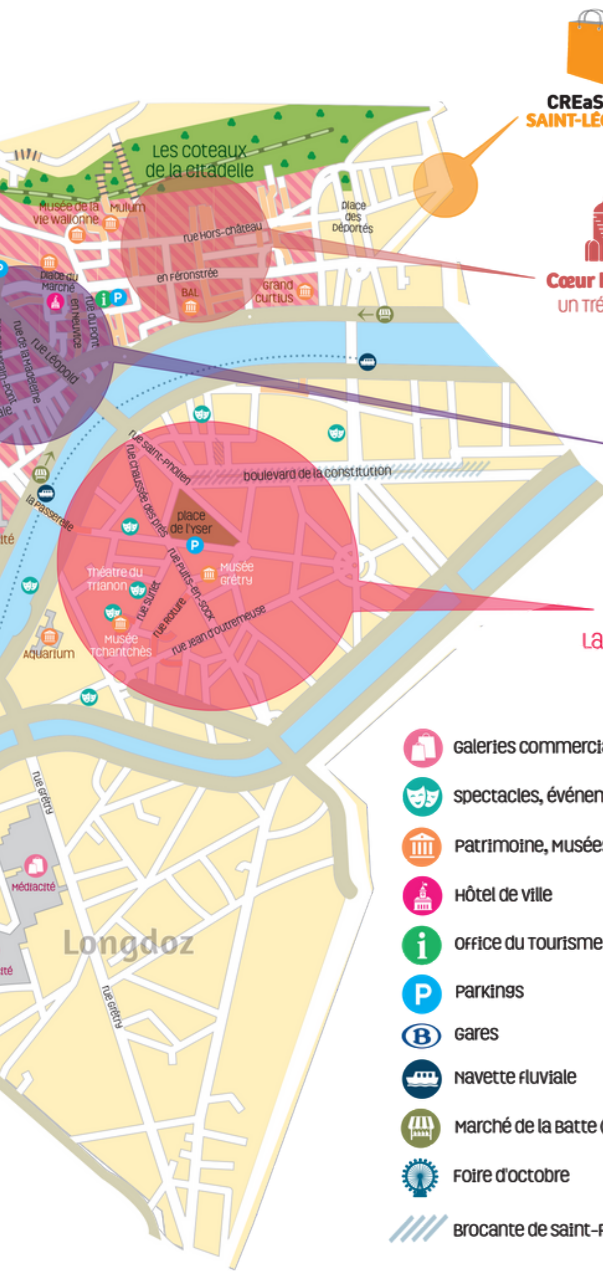 CREaS
SAINT-LÉ
Les coteaux
de la citadelle
Musée de la
vie wallonne
Mulum
Place
des
Déportés
rue Hors-château
Cœur
un Tré
en Féronstrée
Place du
Marché
BAL
Grand
Curtius
en Neuvice
rue du Pont
rue Léopold
rue de la Madeleine
rue Saint-Pholien
boulevard de la constitution
rue chaussée des prés
la Passerelle
Place
de l'Yser
P
Théâtre du
Trianon
Musée
Grétry
rue Puits-en-sock
rue Surlet
rue Roture
rue Jean d'outremeuse
Musée
Tchantchès
Aquarium
La
rue Grétry
Médiacité
Longdoz
rue Grétry
Galeries commercia
spectacles, événen
Patrimoine, Musées
Hôtel de ville
i Office du Tourisme
P Parkings
B Gares
Navette fluviale
Marché de la Batte
Foire d'octobre
Brocante de saint-P